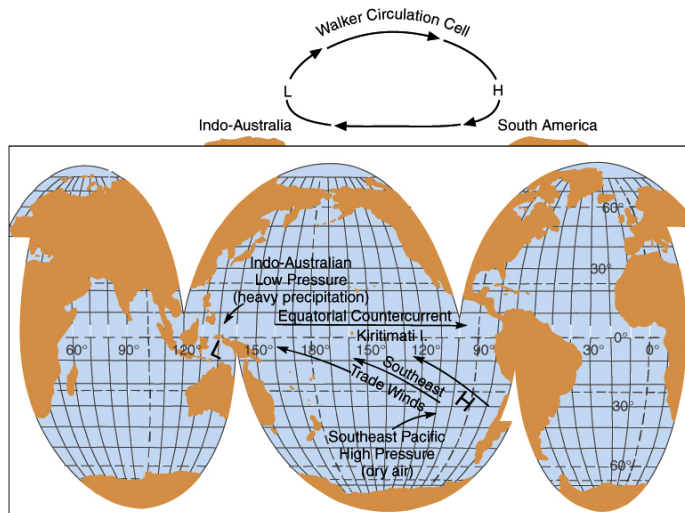 Walker Circulation Cell
L
H
Indo-Australia
South America
60°
Indo-Australian
Low Pressure
(heavy precipitation)
30°
Equatorial Countercurrent
Kiritimati I.
0°
60°
90°
120°
L
150°
180°
150°
120°
90°
30°
0°
Southeast
Trade Winds
H
30°
Southeast Pacific
High Pressure
(dry air)
60°